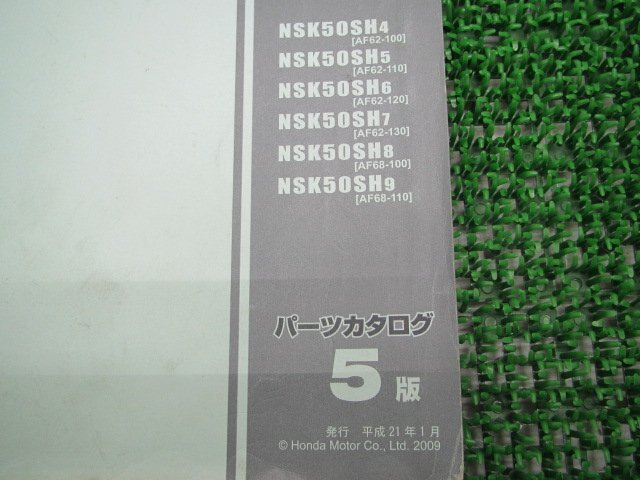 NSK50SH4
[AF62-100]
NSK50SH5
[AF62-110]
NSK50SH6
[AF62-120]
NSK50SH7
[AF62-130]
NSK50SH8
[AF68-100]
NSK50SH9
[AF68-110]
パーツカタログ
5版
発行 平成21年1月
© Honda Motor Co., Ltd. 2009